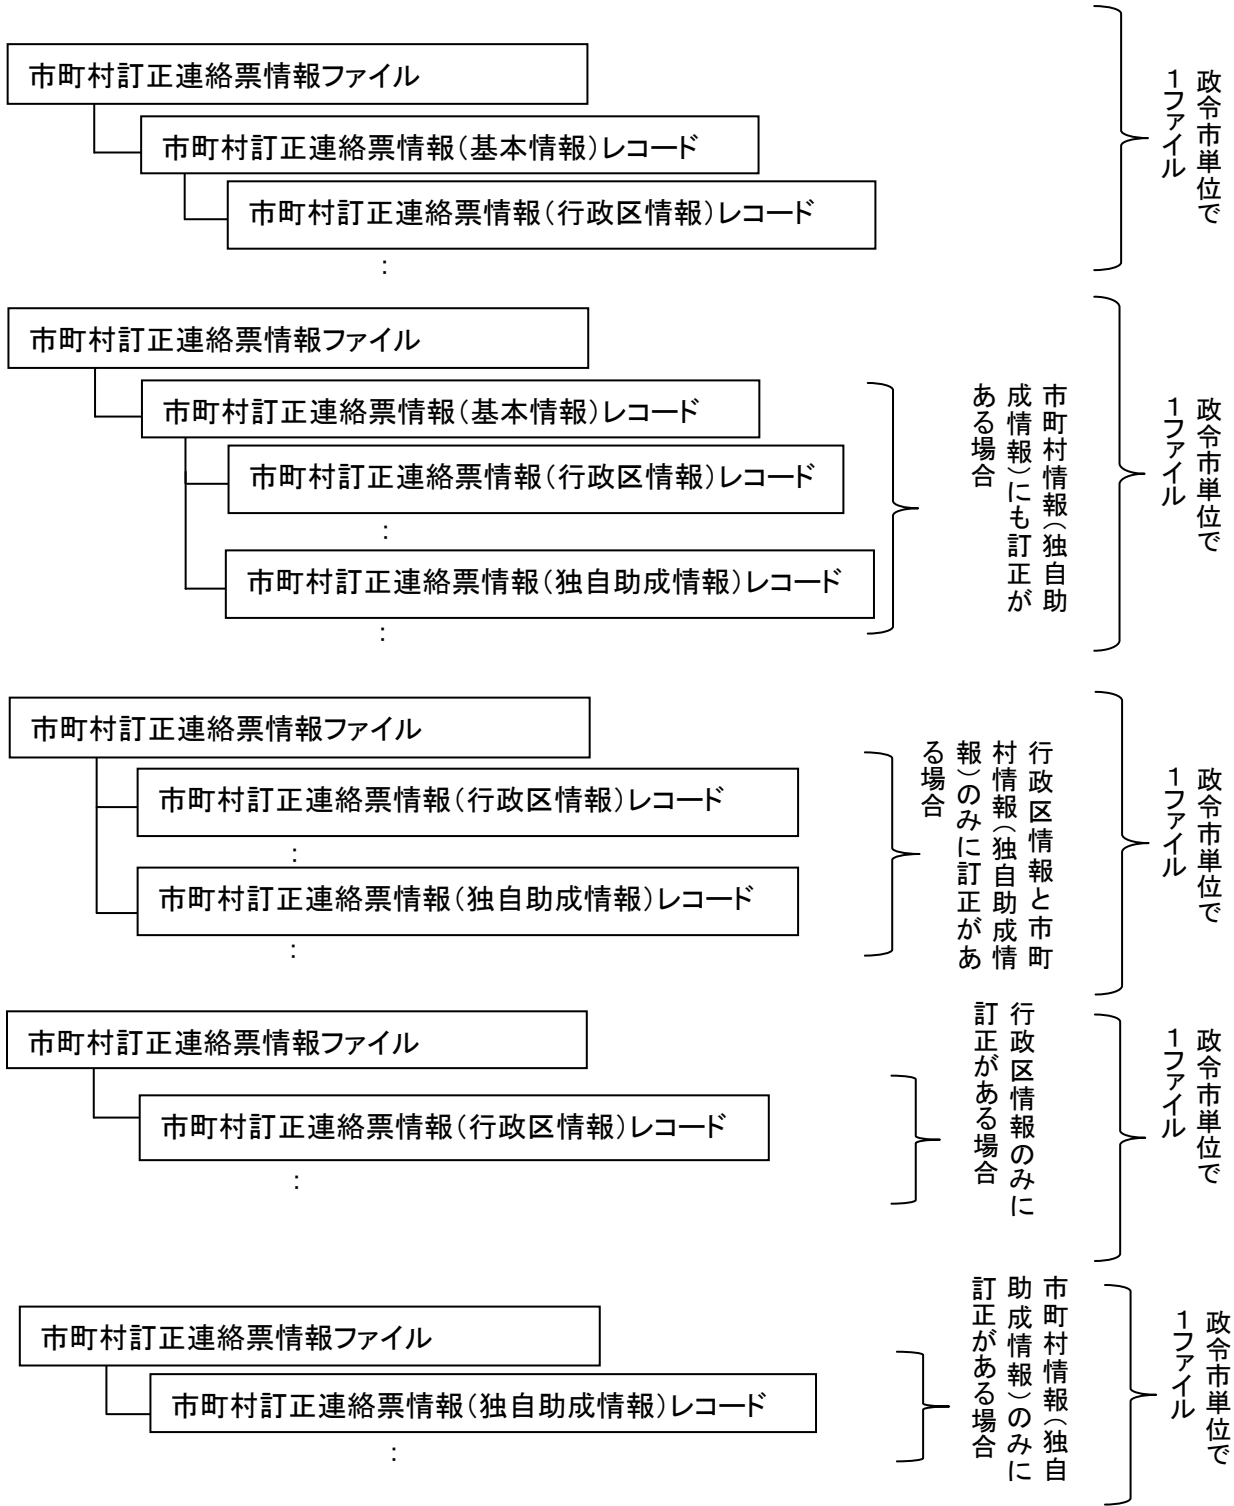 市町村訂正連絡票情報ファイル
市町村訂正連絡票情報（基本情報）レコード
市町村訂正連絡票情報（行政区情報）レコード
：
政令市単位で
１ファイル
市町村訂正連絡票情報ファイル
市町村訂正連絡票情報（基本情報）レコード
市町村訂正連絡票情報（行政区情報）レコード
：
市町村訂正連絡票情報（独自助成情報）レコード
：
市町村情報（独自助
成情報）にも訂正が
ある場合
政令市単位で
１ファイル
市町村訂正連絡票情報ファイル
市町村訂正連絡票情報（行政区情報）レコード
：
市町村訂正連絡票情報（独自助成情報）レコード
：
行政区情報と市町
村情報（独自助成情
報）のみに訂正があ
る場合
政令市単位で
１ファイル
市町村訂正連絡票情報ファイル
市町村訂正連絡票情報（行政区情報）レコード
：
行政区情報のみに
訂正がある場合
政令市単位で
１ファイル
市町村訂正連絡票情報ファイル
市町村訂正連絡票情報（独自助成情報）レコード
：
市町村情報（独自
助成情報）のみに
訂正がある場合
政令市単位で
１ファイル